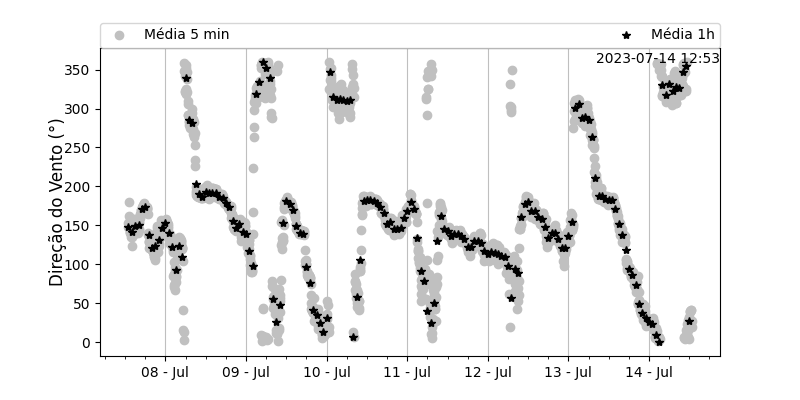 Média 5 min
Média 1h
2023-07-14 12:53
Direção do Vento (°)
350
300
250
200
150
100
50
0
08 - Jul
09 - Jul
10 - Jul
11 - Jul
12 - Jul
13 - Jul
14 - Jul